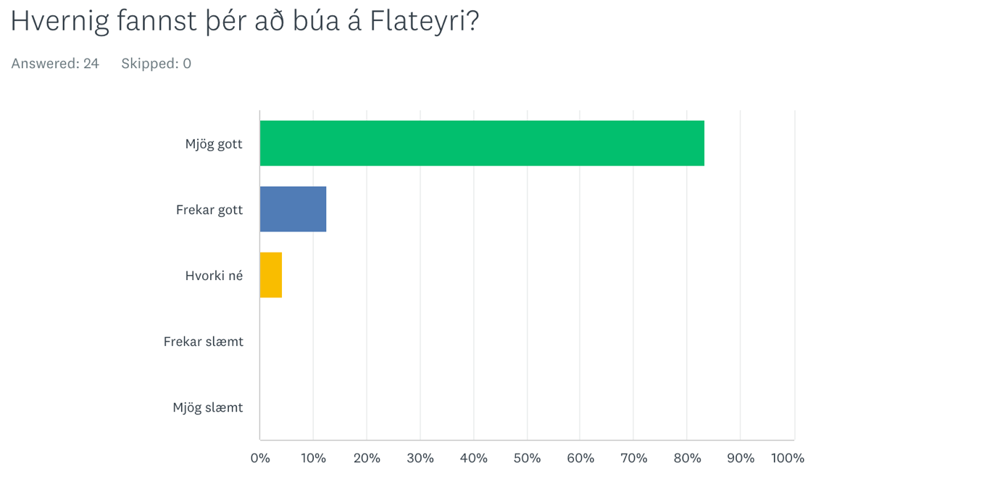 Hvernig fannst þér að búa á Flateyri?
Answered: 24 Skipped: 0
Mjög gott
Frekar gott
Hvorki né
Frekar slæmt
Mjög slæmt
0% 10% 20% 30% 40% 50% 60% 70% 80% 90% 100%